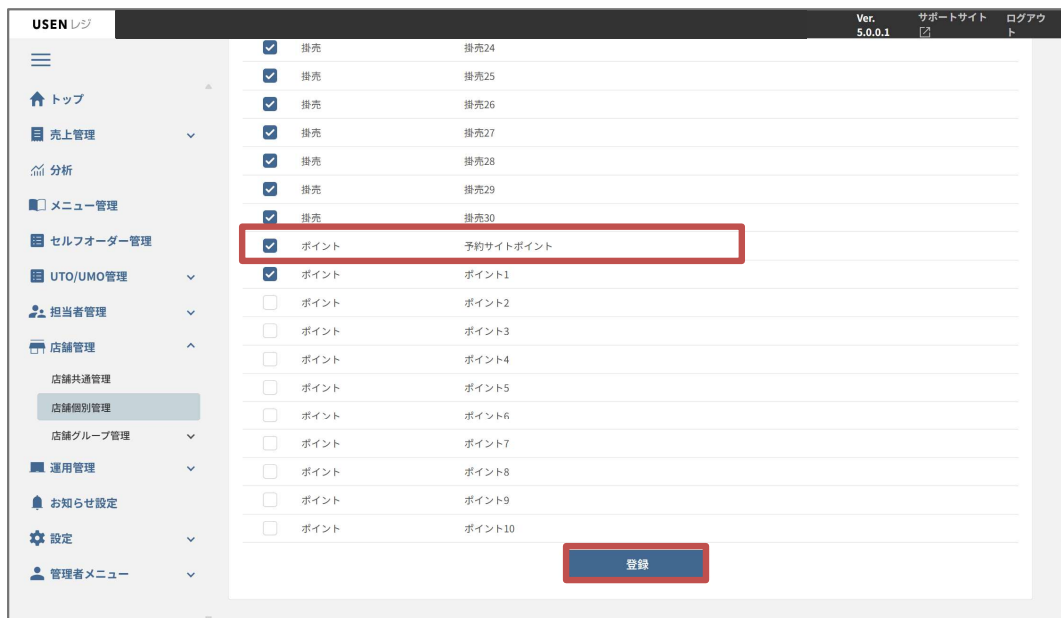 USEN レジ
Ver.
5.0.0.1
サポートサイト
ログアウ
ト
トップ
売上管理
分析
メニュー管理
セルフオーダー管理
UTO/UMO管理
担当者管理
店舗管理
店舗共通管理
店舗個別管理
店舗グループ管理
運用管理
お知らせ設定
設定
管理者メニュー
掛売 掛売24
掛売 掛売25
掛売 掛売26
掛売 掛売27
掛売 掛売28
掛売 掛売29
掛売 掛売30
ポイント 予約サイトポイント
ポイント ポイント1
ポイント ポイント2
ポイント ポイント3
ポイント ポイント4
ポイント ポイント5
ポイント ポイント6
ポイント ポイント7
ポイント ポイント8
ポイント ポイント9
ポイント ポイント10
登録